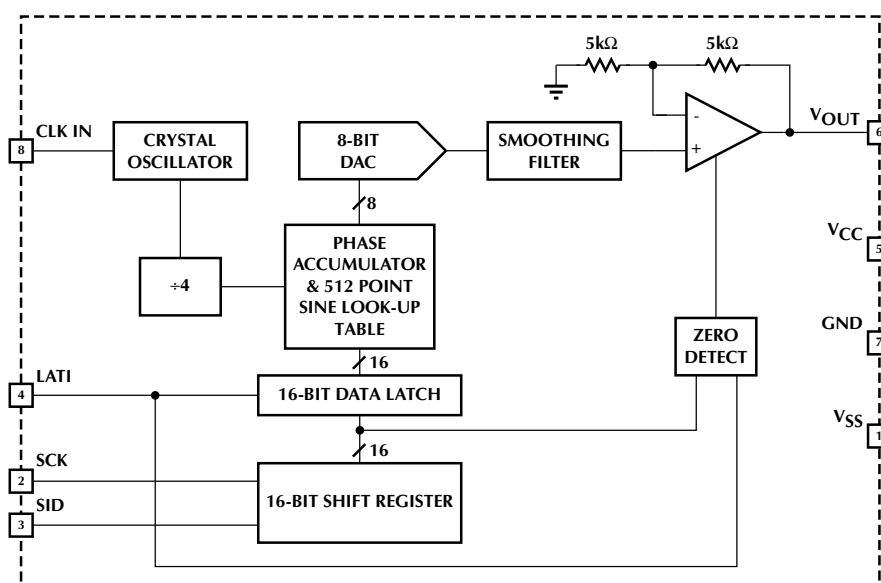 5kΩ
5kΩ
CLK IN
8
CRYSTAL
OSCILLATOR
8-BIT
DAC
SMOOTHING
FILTER
-
+
VOUT
6
8
÷4
PHASE
ACCUMULATOR
& 512 POINT
SINE LOOK-UP
TABLE
VCC
5
GND
7
ZERO
DETECT
16
LATI
4
16-BIT DATA LATCH
VSS
1
16
SCK
2
16-BIT SHIFT REGISTER
SID
3